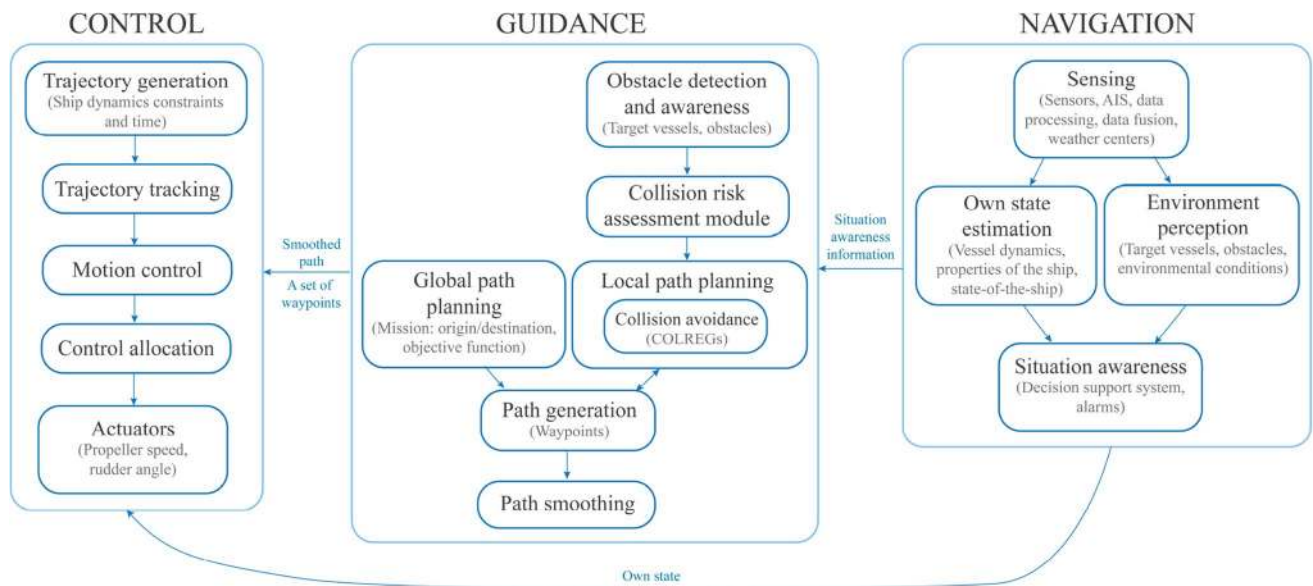 CONTROL
Trajectory generation
(Ship dynamics constraints
and time)
Trajectory tracking
Motion control
Control allocation
Actuators
(Propeller speed,
rudder angle)
Smoothed
path
A set of
waypoints
GUIDANCE
Obstacle detection
and awareness
(Target vessels, obstacles)
Collision risk
assessment module
Global path
planning
(Mission: origin/destination,
objective function)
Local path planning
Collision avoidance
(COLREGs)
Path generation
(Waypoints)
Path smoothing
Situation
awareness
information
NAVIGATION
Sensing
(Sensors, AIS, data
processing, data fusion,
weather centers)
Own state
estimation
(Vessel dynamics,
properties of the ship,
state-of-the-ship)
Environment
perception
(Target vessels, obstacles,
environmental conditions)
Situation awareness
(Decision support system,
alarms)
Own state